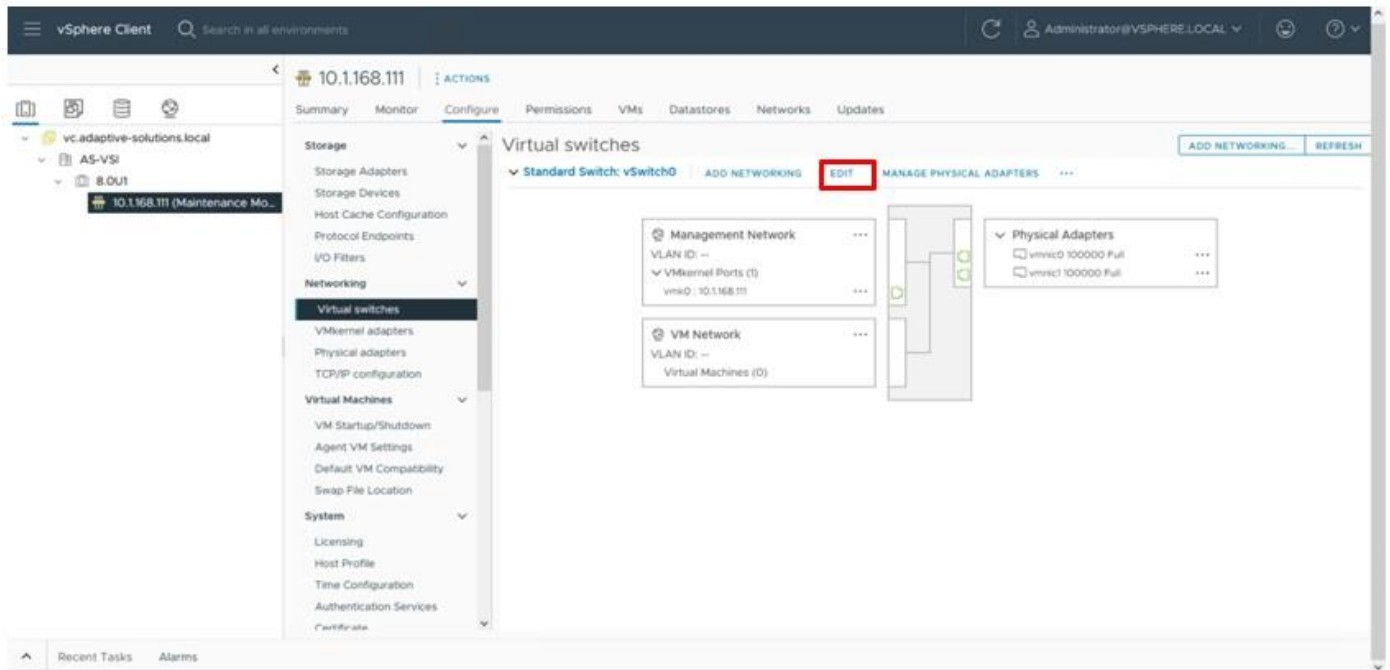 vSphere Client
Search in all environments
Administrator@VSPHERE.LOCAL
10.1.168.111
ACTIONS
Summary Monitor Configure Permissions VMs Datastores Networks Updates
vc.adaptive-solutions.local
AS-VSI
8.0U1
10.1.168.111 (Maintenance Mo...
Storage
Storage Adapters
Storage Devices
Host Cache Configuration
Protocol Endpoints
I/O Filters
Networking
Virtual switches
VMkernel adapters
Physical adapters
TCP/IP configuration
Virtual Machines
VM Startup/Shutdown
Agent VM Settings
Default VM Compatibility
Swap File Location
System
Licensing
Host Profile
Time Configuration
Authentication Services
Certificate
Virtual switches
ADD NETWORKING... REFRESH
Standard Switch: vSwitch0 ADD NETWORKING EDIT MANAGE PHYSICAL ADAPTERS ...
Management Network ...
VLAN ID: --
VMkernel Ports (1)
vmk0 : 10.1.168.111 ...
VM Network ...
VLAN ID: --
Virtual Machines (0)
Physical Adapters
vmnic0 100000 Full ...
vmnic1 100000 Full ...
Recent Tasks Alarms